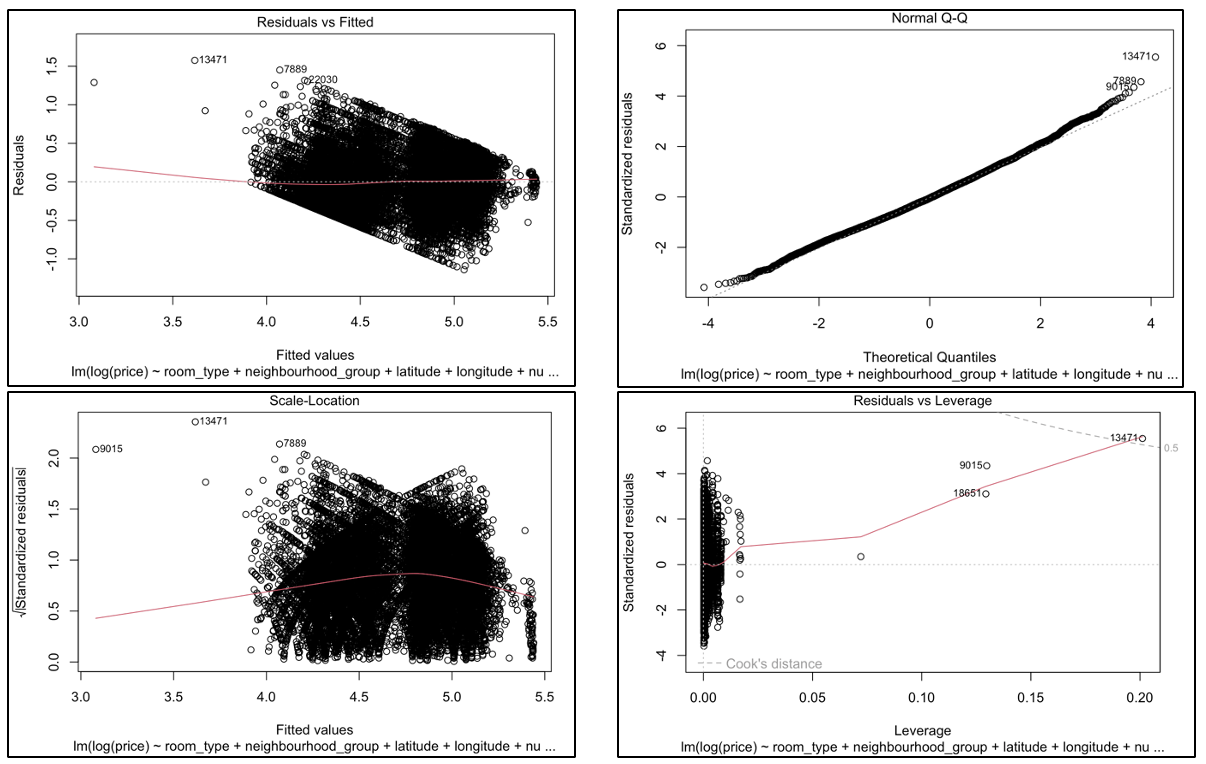 Residuals vs Fitted
Residuals
1.5
1.0
0.5
0.0
-0.5
-1.0
13471
7889
22030
3.0 3.5 4.0 4.5 5.0 5.5
Fitted values
lm(log(price) ~ room_type + neighbourhood_group + latitude + longitude + nu ...
Normal Q-Q
Standardized residuals
6
4
2
0
-2
13471
7889
9015
-4 -2 0 2 4
Theoretical Quantiles
lm(log(price) ~ room_type + neighbourhood_group + latitude + longitude + nu ...
Scale-Location
√|Standardized residuals|
2.0
1.5
1.0
0.5
0.0
13471
9015
7889
3.0 3.5 4.0 4.5 5.0 5.5
Fitted values
lm(log(price) ~ room_type + neighbourhood_group + latitude + longitude + nu ...
Residuals vs Leverage
Standardized residuals
6
4
2
0
-2
-4
13471
0.5
9015
18651
Cook's distance
0.00 0.05 0.10 0.15 0.20
Leverage
lm(log(price) ~ room_type + neighbourhood_group + latitude + longitude + nu ...